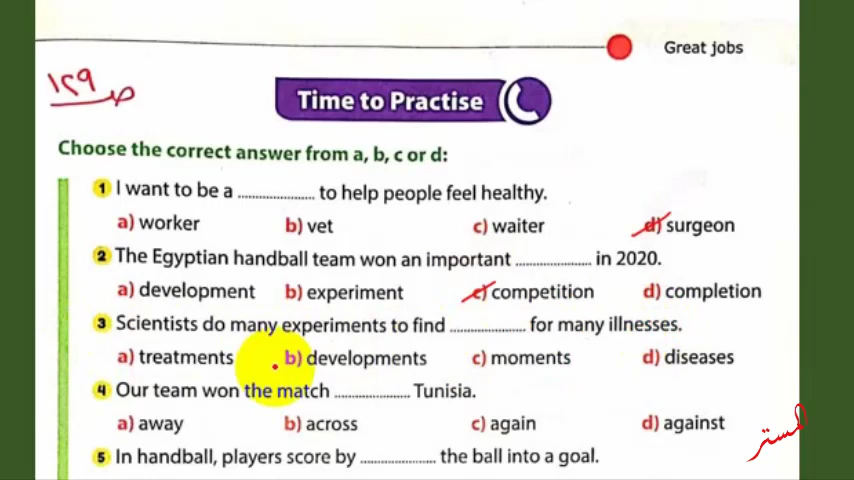 Great jobs
ص١٢٩
Time to Practise
Choose the correct answer from a, b, c or d:
1 I want to be a .................... to help people feel healthy.
a) worker b) vet c) waiter d) surgeon
2 The Egyptian handball team won an important .................... in 2020.
a) development b) experiment c) competition d) completion
3 Scientists do many experiments to find .................... for many illnesses.
a) treatments b) developments c) moments d) diseases
4 Our team won the match .................... Tunisia.
a) away b) across c) again d) against
المستر
5 In handball, players score by .................... the ball into a goal.